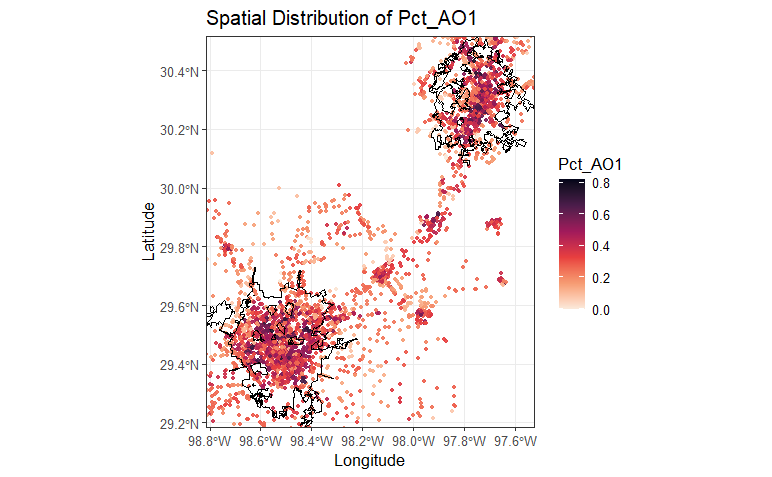 Spatial Distribution of Pct_AO1
30.4°N
30.2°N
30.0°N
29.8°N
29.6°N
29.4°N
29.2°N
Latitude
98.8°W 98.6°W 98.4°W 98.2°W 98.0°W 97.8°W 97.6°W
Longitude
Pct_AO1
0.8
0.6
0.4
0.2
0.0